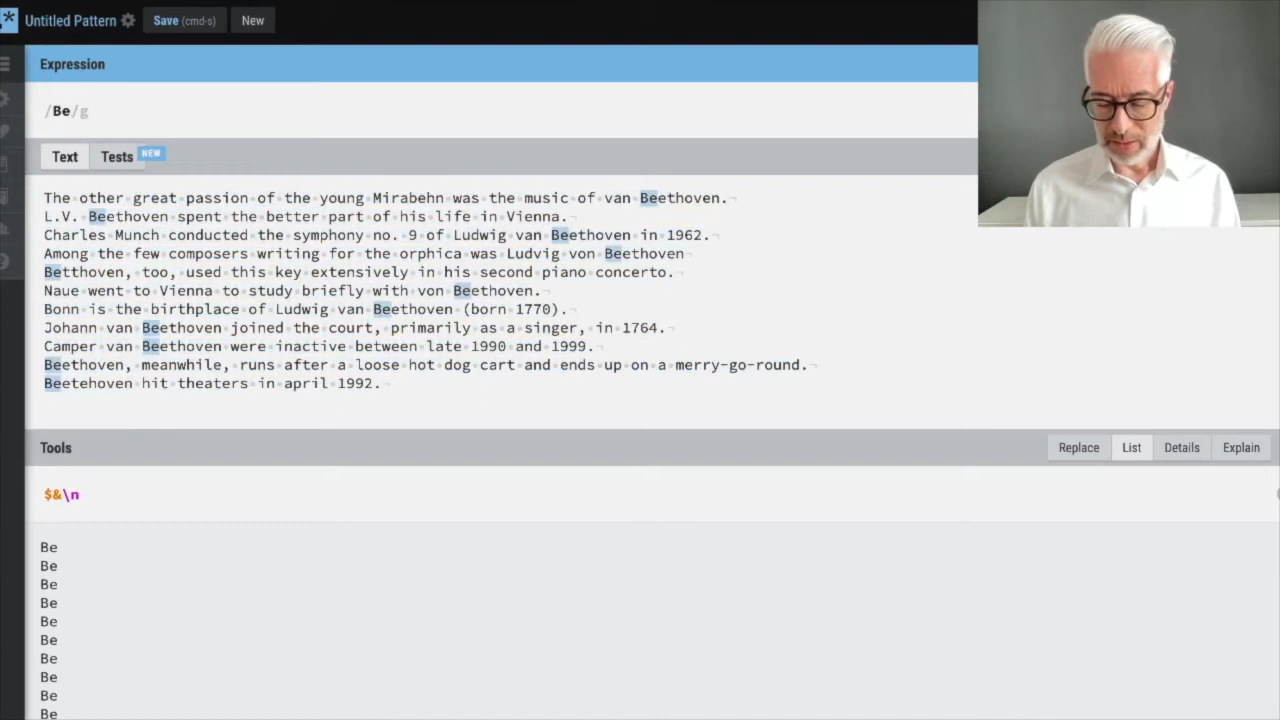 .*
Untitled Pattern
Save (cmd-s)
New
Expression
/Be/g
Text
Tests
NEW
The other great passion of the young Mirabehn was the music of van Beethoven.
L.V. Beethoven spent the better part of his life in Vienna.
Charles Munch conducted the symphony no. 9 of Ludwig van Beethoven in 1962.
Among the few composers writing for the orphica was Ludvig von Beethoven
Betthoven, too, used this key extensively in his second piano concerto.
Naue went to Vienna to study briefly with von Beethoven.
Bonn is the birthplace of Ludwig van Beethoven (born 1770).
Johann van Beethoven joined the court, primarily as a singer, in 1764.
Camper van Beethoven were inactive between late 1990 and 1999.
Beethoven, meanwhile, runs after a loose hot dog cart and ends up on a merry-go-round.
Beetehoven hit theaters in april 1992.
Tools
Replace
List
Details
Explain
$&\n
Be
Be
Be
Be
Be
Be
Be
Be
Be
Be